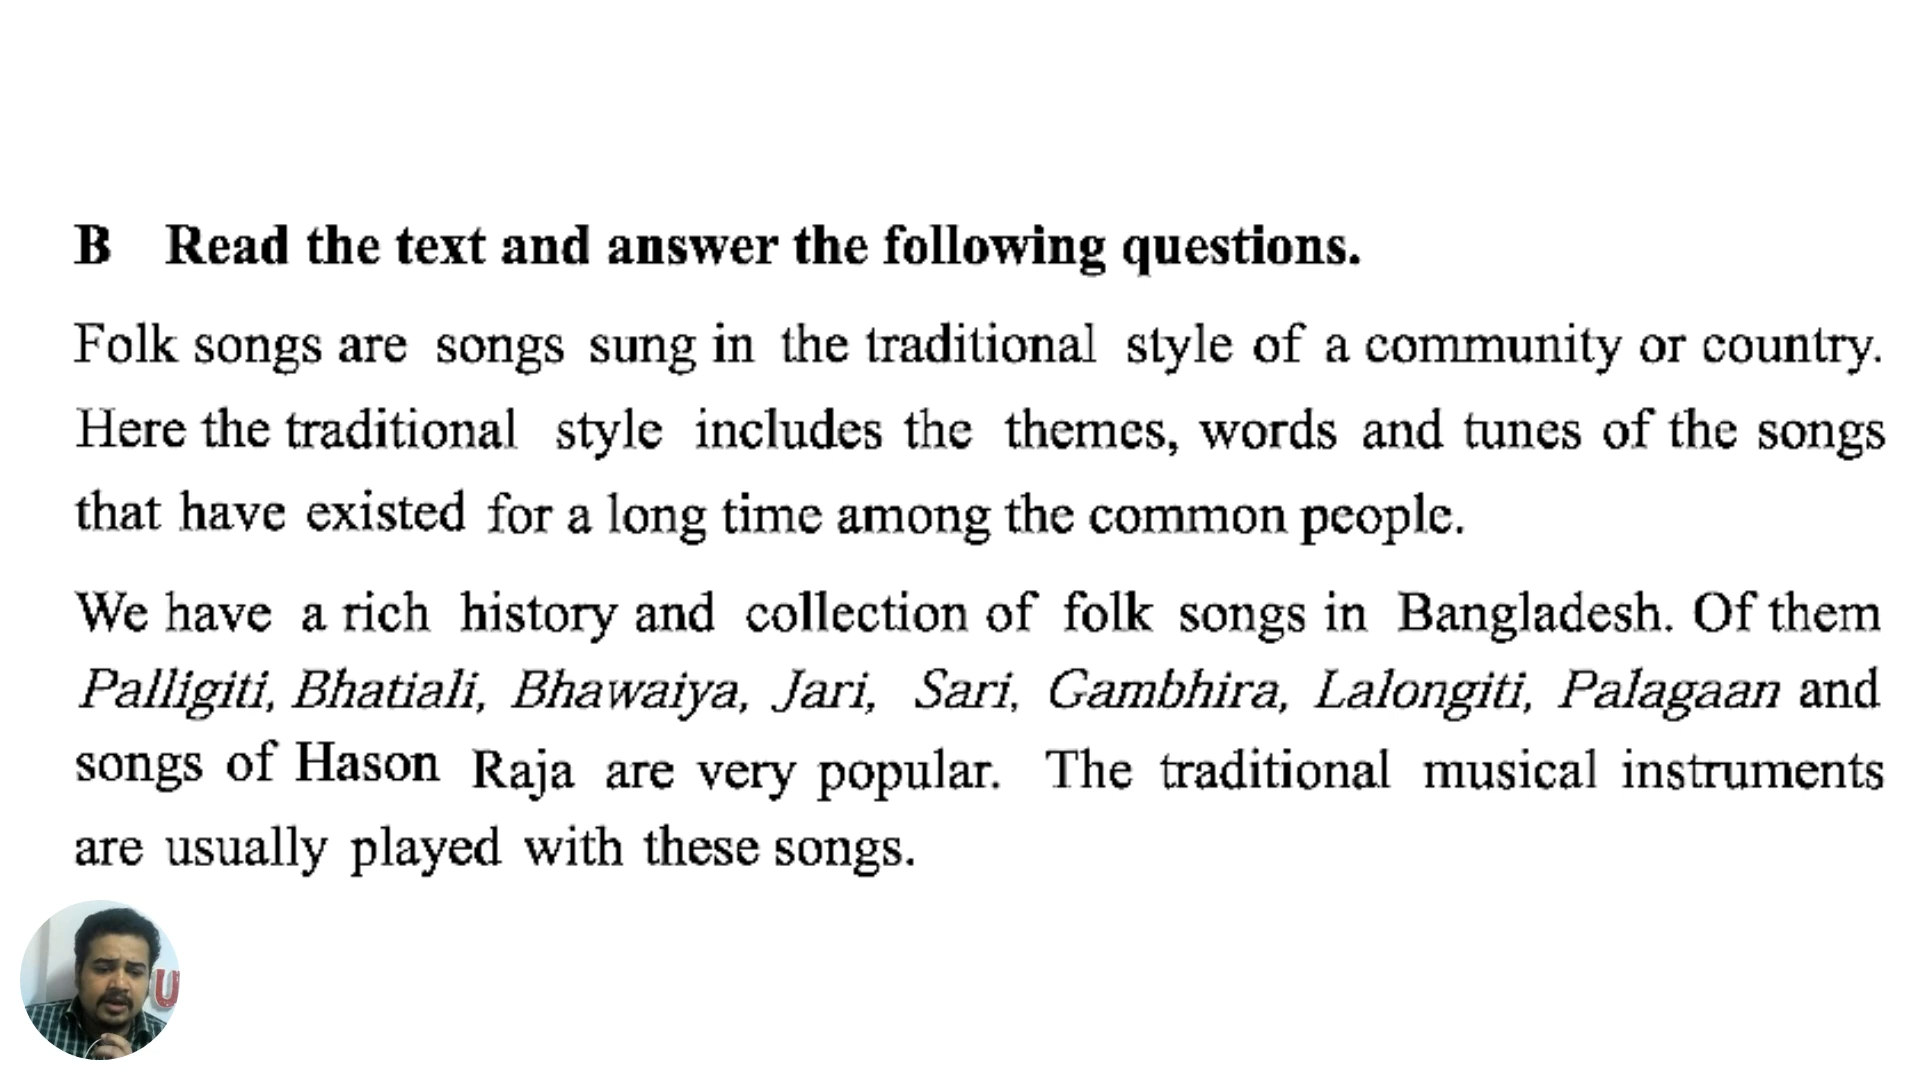 B Read the text and answer the following questions.
Folk songs are songs sung in the traditional style of a community or country.
Here the traditional style includes the themes, words and tunes of the songs
that have existed for a long time among the common people.
We have a rich history and collection of folk songs in Bangladesh. Of them
Palligiti, Bhatiali, Bhawaiya, Jari, Sari, Gambhira, Lalongiti, Palagaan and
songs of Hason Raja are very popular. The traditional musical instruments
are usually played with these songs.
U